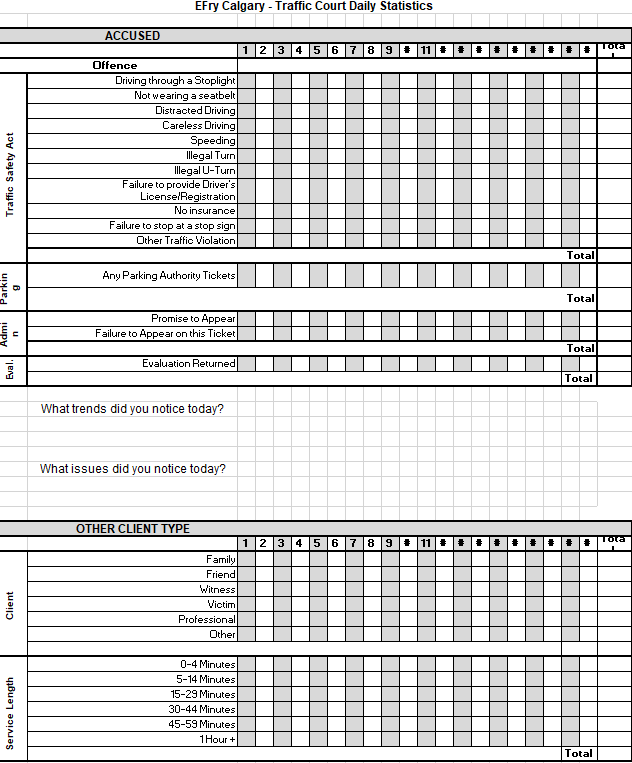 EFry Calgary - Traffic Court Daily Statistics
ACCUSED
1 2 3 4 5 6 7 8 9 # 11 # # # # # # # # # Tota l
Offence
Traffic Safety Act
Driving through a Stoplight
Not wearing a seatbelt
Distracted Driving
Careless Driving
Speeding
Illegal Turn
Illegal U-Turn
Failure to provide Driver's
License/Registration
No insurance
Failure to stop at a stop sign
Other Traffic Violation
Total
Parkin
g
Any Parking Authority Tickets
Total
Admi
n
Promise to Appear
Failure to Appear on this Ticket
Total
Eval.
Evaluation Returned
Total
What trends did you notice today?
What issues did you notice today?
OTHER CLIENT TYPE
1 2 3 4 5 6 7 8 9 # 11 # # # # # # # # # Tota l
Client
Family
Friend
Witness
Victim
Professional
Other
Service Length
0-4 Minutes
5-14 Minutes
15-29 Minutes
30-44 Minutes
45-59 Minutes
1 Hour +
Total